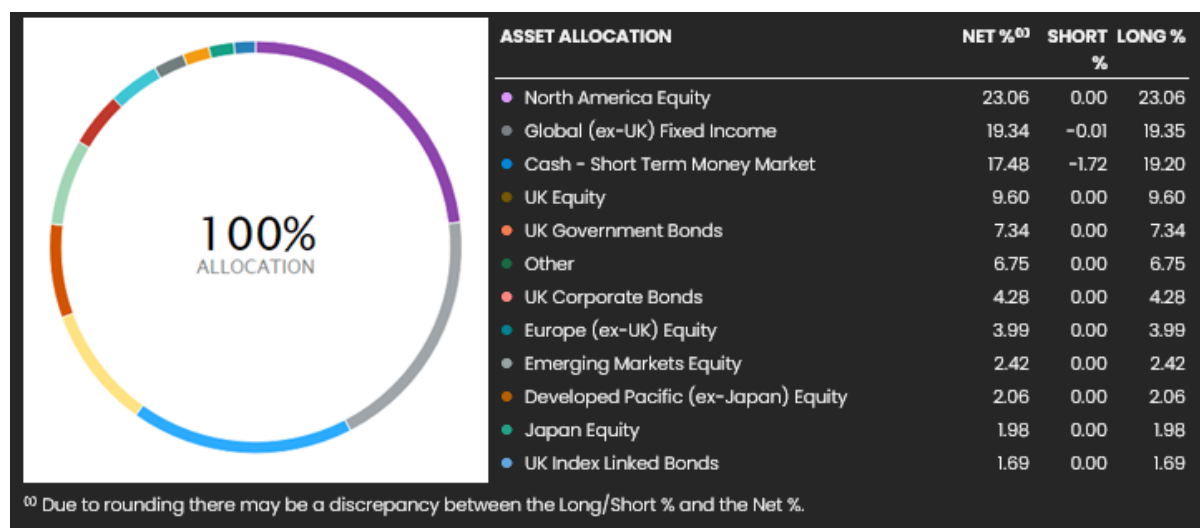 100%
ALLOCATION
ASSET ALLOCATION NET %⁽¹⁾ SHORT % LONG %
North America Equity 23.06 0.00 23.06
Global (ex-UK) Fixed Income 19.34 -0.01 19.35
Cash - Short Term Money Market 17.48 -1.72 19.20
UK Equity 9.60 0.00 9.60
UK Government Bonds 7.34 0.00 7.34
Other 6.75 0.00 6.75
UK Corporate Bonds 4.28 0.00 4.28
Europe (ex-UK) Equity 3.99 0.00 3.99
Emerging Markets Equity 2.42 0.00 2.42
Developed Pacific (ex-Japan) Equity 2.06 0.00 2.06
Japan Equity 1.98 0.00 1.98
UK Index Linked Bonds 1.69 0.00 1.69
⁽¹⁾ Due to rounding there may be a discrepancy between the Long/Short % and the Net %.